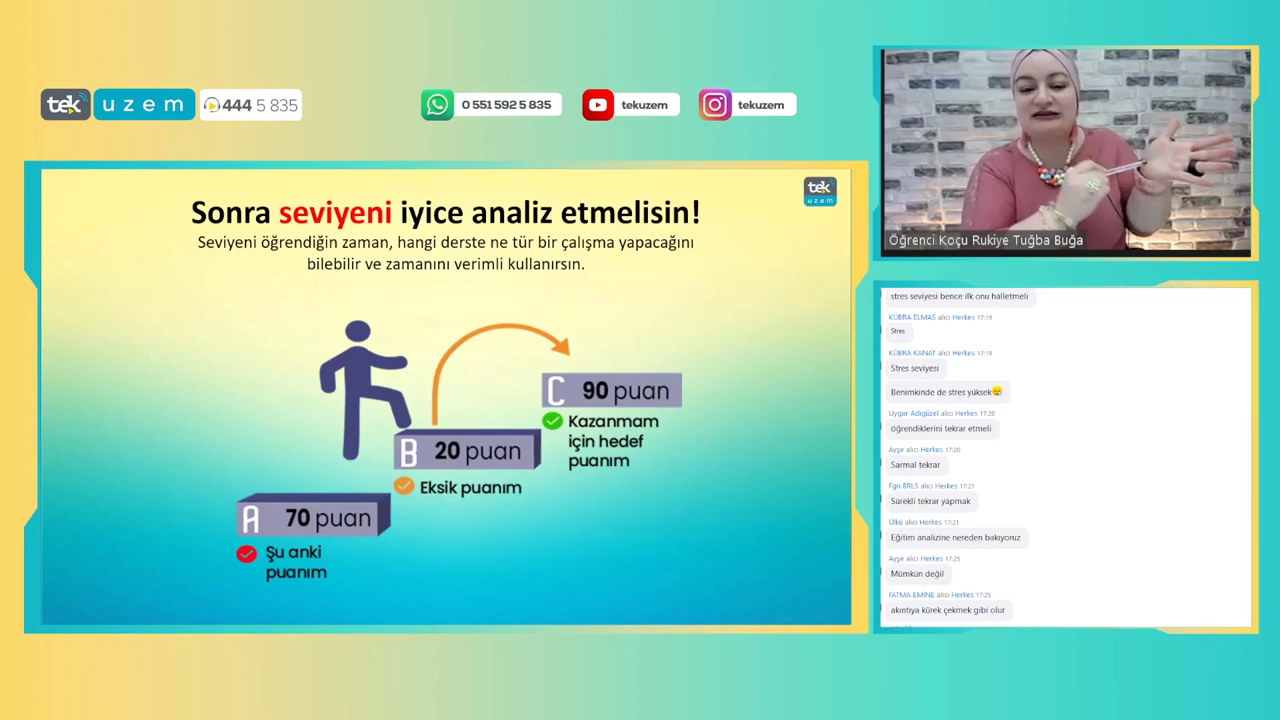 tek uzem 444 5 835
0 551 592 5 835
tekuzem
tekuzem
tek
uzem
Sonra seviyeni iyice analiz etmelisin!
Seviyeni öğrendiğin zaman, hangi derste ne tür bir çalışma yapacağını
bilebilir ve zamanını verimli kullanırsın.
C 90 puan
Kazanmam
için hedef
puanım
B 20 puan
Eksik puanım
A 70 puan
Şu anki
puanım
Öğrenci Koçu Rukiye Tuğba Buğa
stres seviyesi bence ilk onu halletmeli
KÜBRA ELMAS alıcı Herkes 17:19
Stres
KÜBRA KANAT alıcı Herkes 17:19
Stres seviyesi
Benimkinde de stres yüksek😥
Uygar Adıgüzel alıcı Herkes 17:20
öğrendiklerini tekrar etmeli
Ayşe alıcı Herkes 17:20
Sarmal tekrar
Fgn BRLS alıcı Herkes 17:21
Sürekli tekrar yapmak
Ülkü alıcı Herkes 17:21
Eğitim analizine nereden bakıyoruz
Ayşe alıcı Herkes 17:25
Mümkün değil
FATMA EMINE alıcı Herkes 17:25
akıntıya kürek çekmek gibi olur